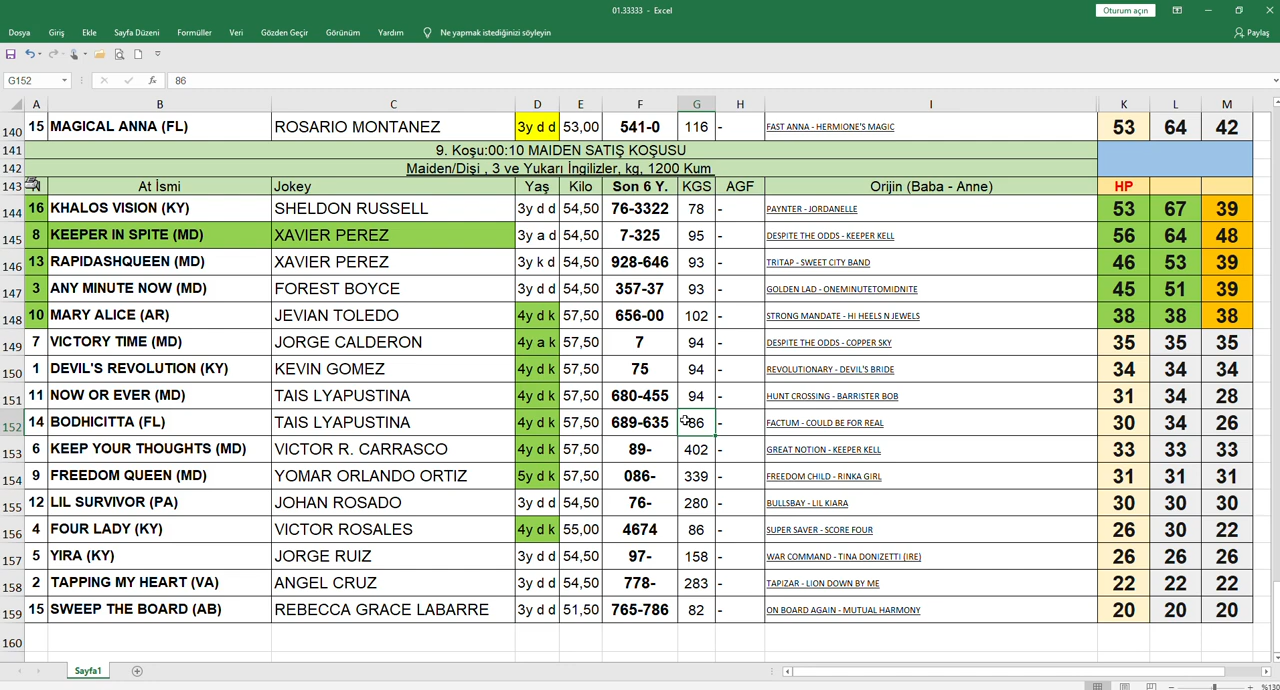 01.33333 - Excel
Oturum açın
Dosya Giriş Ekle Sayfa Düzeni Formüller Veri Gözden Geçir Görünüm Yardım Ne yapmak istediğinizi söyleyin Paylaş
G152 fx 86
A B C D E F G H I K L M
140 15 MAGICAL ANNA (FL) ROSARIO MONTANEZ 3y d d 53,00 541-0 116 - FAST ANNA - HERMIONE'S MAGIC 53 64 42
141 9. Koşu:00:10 MAIDEN SATIŞ KOŞUSU
142 Maiden/Dişi , 3 ve Yukarı İngilizler, kg, 1200 Kum
143 At İsmi Jokey Yaş Kilo Son 6 Y. KGS AGF Orijin (Baba - Anne) HP
144 16 KHALOS VISION (KY) SHELDON RUSSELL 3y d d 54,50 76-3322 78 - PAYNTER - JORDANELLE 53 67 39
145 8 KEEPER IN SPITE (MD) XAVIER PEREZ 3y a d 54,50 7-325 95 - DESPITE THE ODDS - KEEPER KELL 56 64 48
146 13 RAPIDASHQUEEN (MD) XAVIER PEREZ 3y k d 54,50 928-646 93 - TRITAP - SWEET CITY BAND 46 53 39
147 3 ANY MINUTE NOW (MD) FOREST BOYCE 3y d d 54,50 357-37 93 - GOLDEN LAD - ONEMINUTETOMIDNITE 45 51 39
148 10 MARY ALICE (AR) JEVIAN TOLEDO 4y d k 57,50 656-00 102 - STRONG MANDATE - HI HEELS N JEWELS 38 38 38
149 7 VICTORY TIME (MD) JORGE CALDERON 4y a k 57,50 7 94 - DESPITE THE ODDS - COPPER SKY 35 35 35
150 1 DEVIL'S REVOLUTION (KY) KEVIN GOMEZ 4y d k 57,50 75 94 - REVOLUTIONARY - DEVIL'S BRIDE 34 34 34
151 11 NOW OR EVER (MD) TAIS LYAPUSTINA 4y d k 57,50 680-455 94 - HUNT CROSSING - BARRISTER BOB 31 34 28
152 14 BODHICITTA (FL) TAIS LYAPUSTINA 4y d k 57,50 689-635 86 - FACTUM - COULD BE FOR REAL 30 34 26
153 6 KEEP YOUR THOUGHTS (MD) VICTOR R. CARRASCO 4y d k 57,50 89- 402 - GREAT NOTION - KEEPER KELL 33 33 33
154 9 FREEDOM QUEEN (MD) YOMAR ORLANDO ORTIZ 5y d k 57,50 086- 339 - FREEDOM CHILD - RINKA GIRL 31 31 31
155 12 LIL SURVIVOR (PA) JOHAN ROSADO 3y d d 54,50 76- 280 - BULLSBAY - LIL KIARA 30 30 30
156 4 FOUR LADY (KY) VICTOR ROSALES 4y d k 55,00 4674 86 - SUPER SAVER - SCORE FOUR 26 30 22
157 5 YIRA (KY) JORGE RUIZ 3y d d 54,50 97- 158 - WAR COMMAND - TINA DONIZETTI (IRE) 26 26 26
158 2 TAPPING MY HEART (VA) ANGEL CRUZ 3y d d 54,50 778- 283 - TAPIZAR - LION DOWN BY ME 22 22 22
159 15 SWEEP THE BOARD (AB) REBECCA GRACE LABARRE 3y d d 51,50 765-786 82 - ON BOARD AGAIN - MUTUAL HARMONY 20 20 20
160
Sayfa1
%130